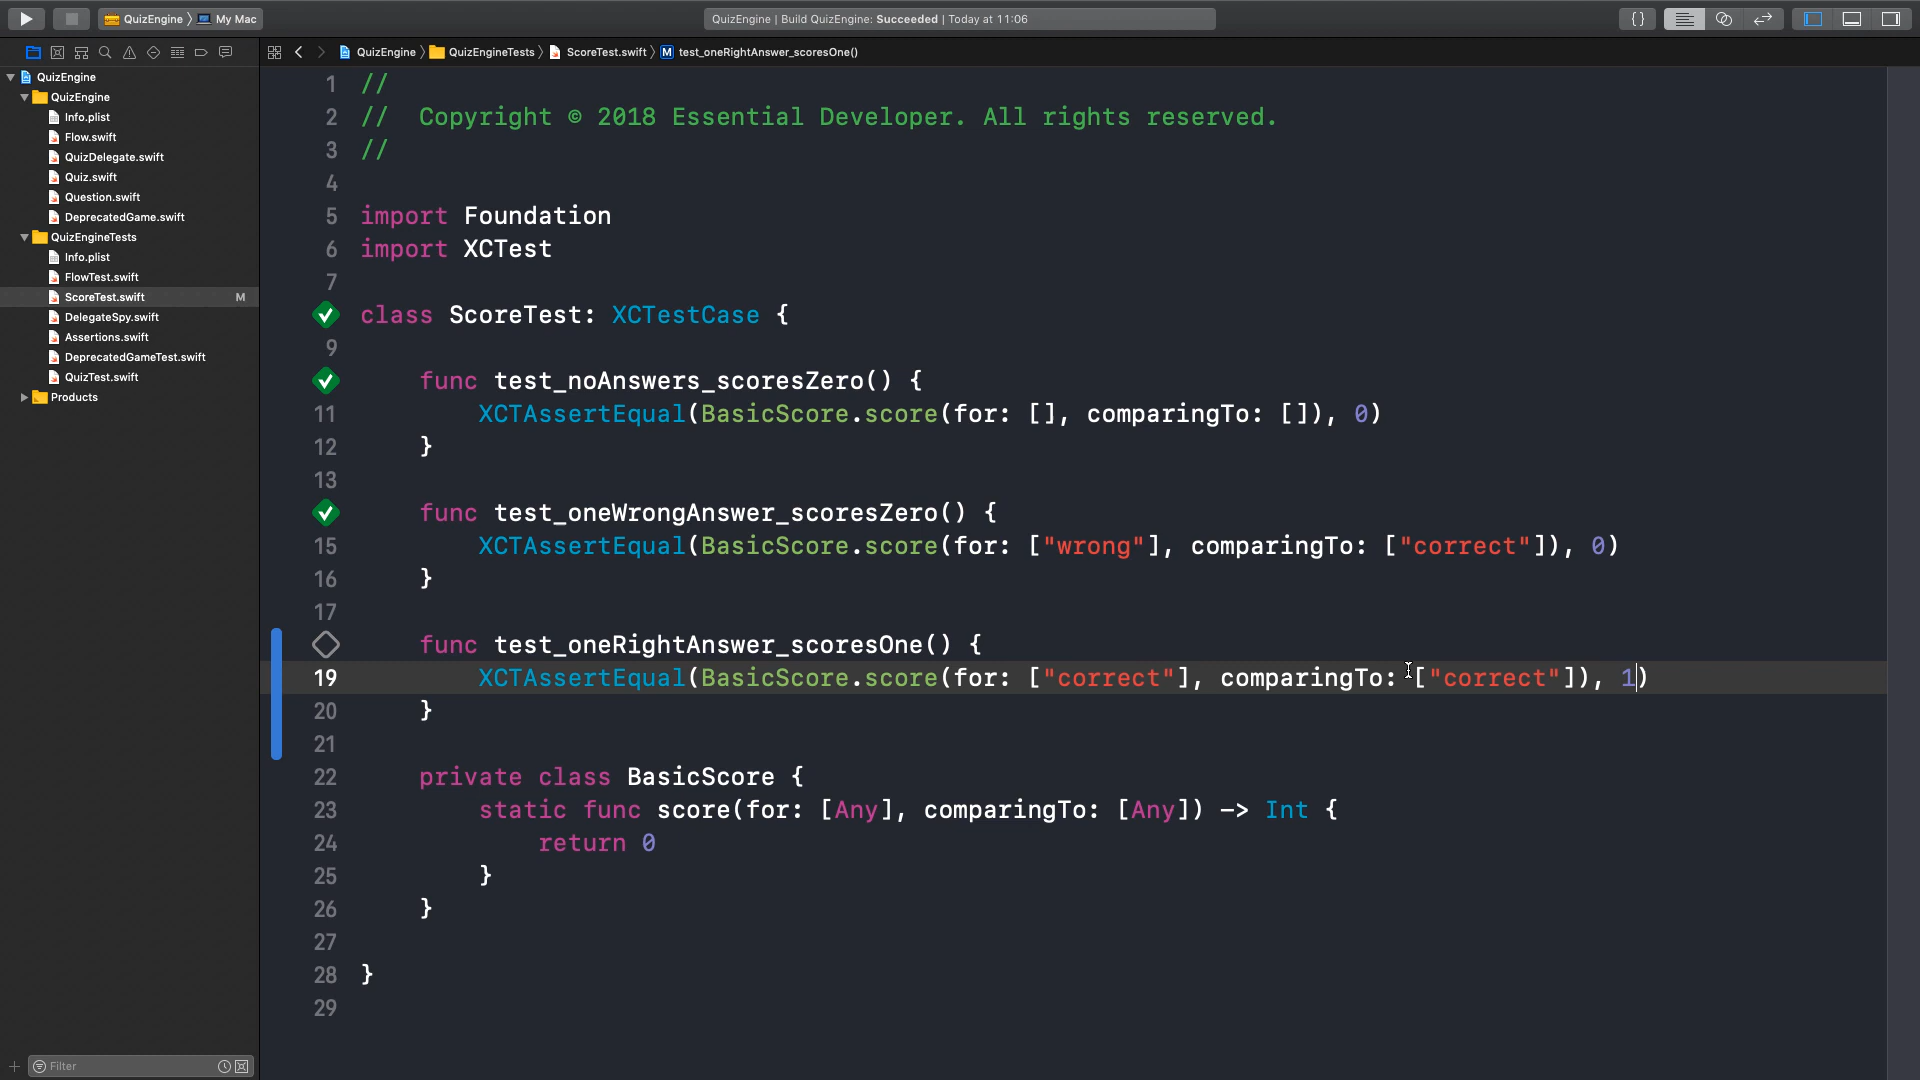 QuizEngine My Mac
QuizEngine | Build QuizEngine: Succeeded | Today at 11:06
QuizEngine QuizEngineTests ScoreTest.swift M test_oneRightAnswer_scoresOne()
QuizEngine
QuizEngine
Info.plist
Flow.swift
QuizDelegate.swift
Quiz.swift
Question.swift
DeprecatedGame.swift
QuizEngineTests
Info.plist
FlowTest.swift
ScoreTest.swift M
DelegateSpy.swift
Assertions.swift
DeprecatedGameTest.swift
QuizTest.swift
Products
Filter
1 //
2 //  Copyright © 2018 Essential Developer. All rights reserved.
3 //
4
5 import Foundation
6 import XCTest
7
class ScoreTest: XCTestCase {
9
func test_noAnswers_scoresZero() {
11 XCTAssertEqual(BasicScore.score(for: [], comparingTo: []), 0)
12 }
13
func test_oneWrongAnswer_scoresZero() {
15 XCTAssertEqual(BasicScore.score(for: ["wrong"], comparingTo: ["correct"]), 0)
16 }
17
func test_oneRightAnswer_scoresOne() {
19 XCTAssertEqual(BasicScore.score(for: ["correct"], comparingTo: ["correct"]), 1)
20 }
21
22 private class BasicScore {
23 static func score(for: [Any], comparingTo: [Any]) -> Int {
24 return 0
25 }
26 }
27
28 }
29